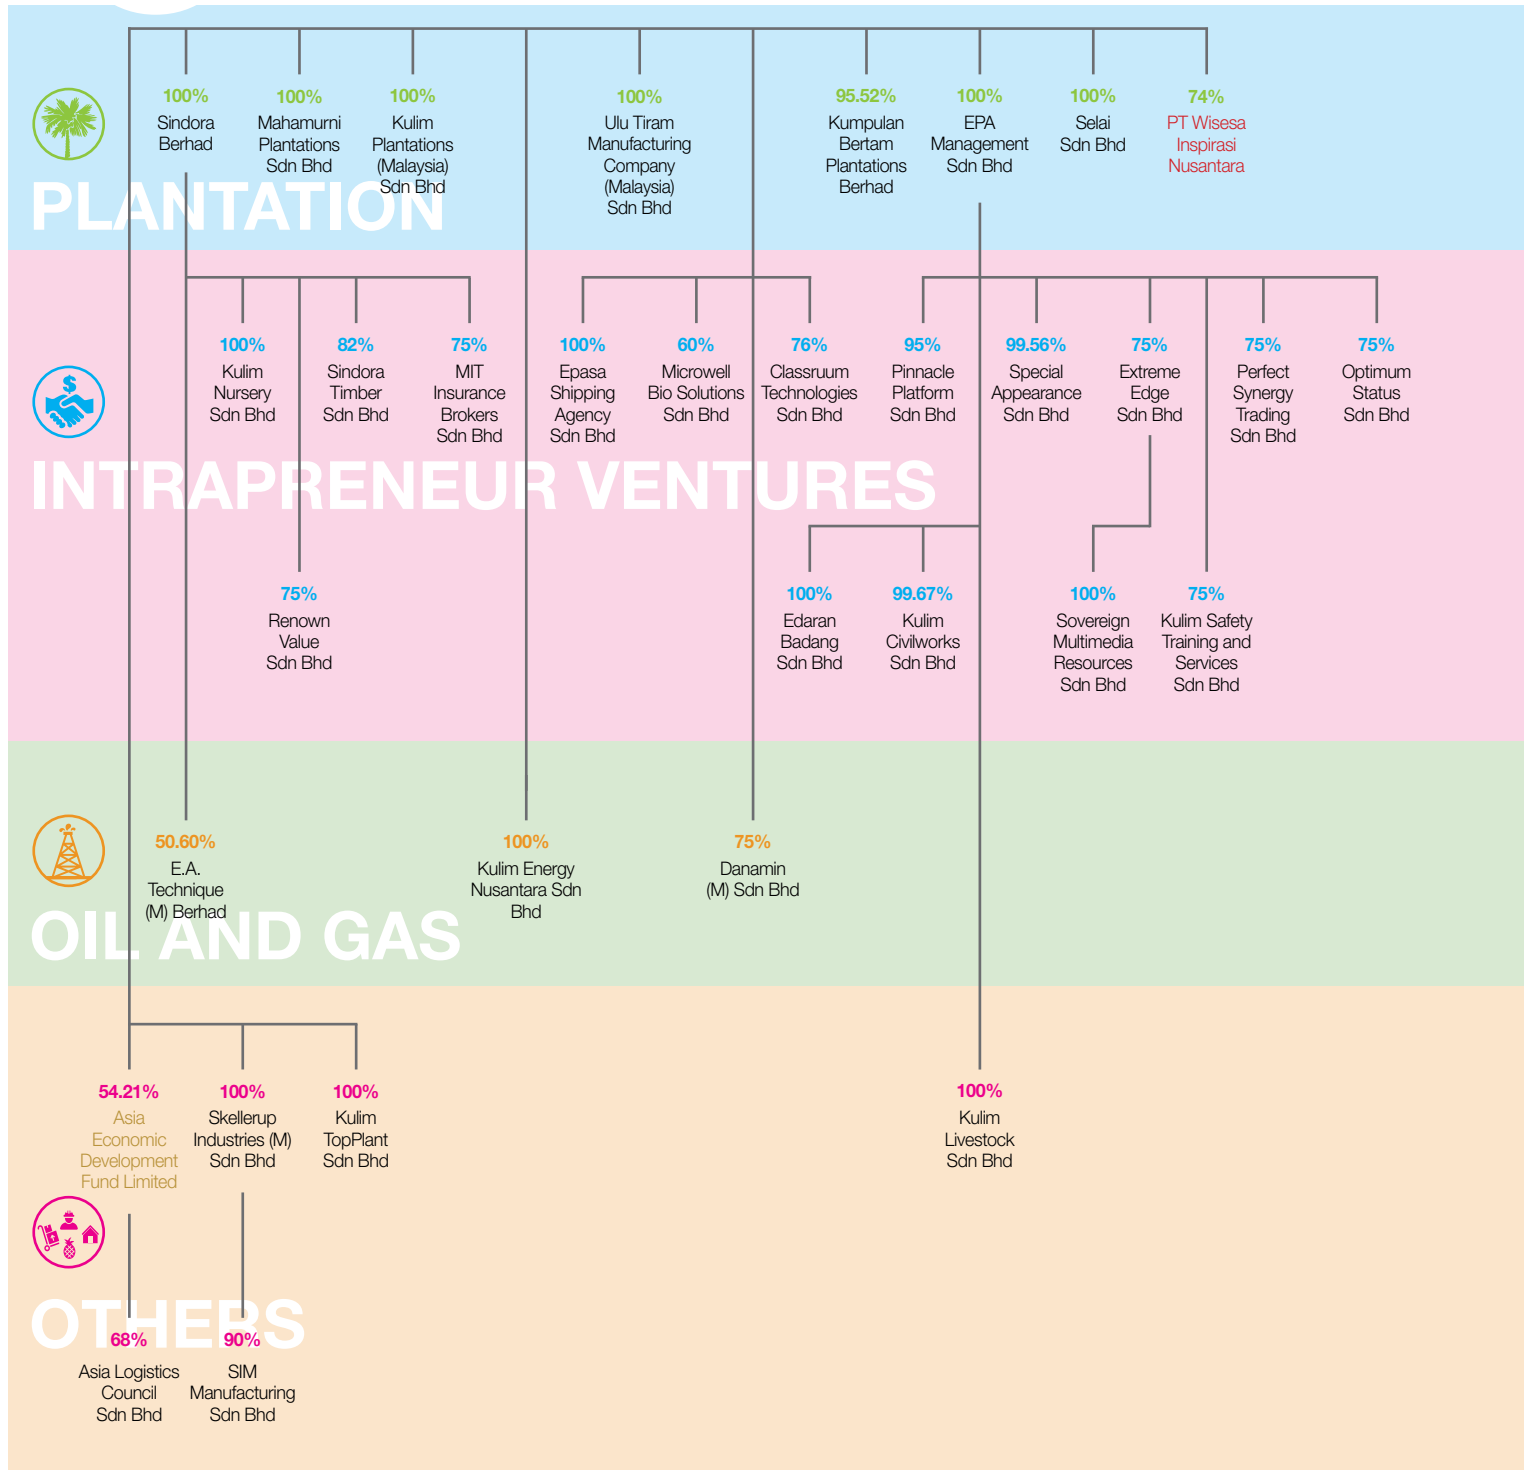 100%
Sindora
Berhad
100%
Mahamurni
Plantations
Sdn Bhd
100%
Kulim
Plantations
(Malaysia)
Sdn Bhd
100%
Ulu Tiram
Manufacturing
Company
(Malaysia)
Sdn Bhd
95.52%
Kumpulan
Bertam
Plantations
Berhad
100%
EPA
Management
Sdn Bhd
100%
Selai
Sdn Bhd
74%
PT Wisesa
Inspirasi
Nusantara
PLANTATION
100%
Kulim
Nursery
Sdn Bhd
82%
Sindora
Timber
Sdn Bhd
75%
MIT
Insurance
Brokers
Sdn Bhd
100%
Epasa
Shipping
Agency
Sdn Bhd
60%
Microwell
Bio Solutions
Sdn Bhd
76%
Classruum
Technologies
Sdn Bhd
95%
Pinnacle
Platform
Sdn Bhd
99.56%
Special
Appearance
Sdn Bhd
75%
Extreme
Edge
Sdn Bhd
75%
Perfect
Synergy
Trading
Sdn Bhd
75%
Optimum
Status
Sdn Bhd
$
INTRAPRENEUR VENTURES
75%
Renown
Value
Sdn Bhd
100%
Edaran
Badang
Sdn Bhd
99.67%
Kulim
Civilworks
Sdn Bhd
100%
Sovereign
Multimedia
Resources
Sdn Bhd
75%
Kulim Safety
Training and
Services
Sdn Bhd
50.60%
E.A.
Technique
(M) Berhad
100%
Kulim Energy
Nusantara Sdn
Bhd
75%
Danamin
(M) Sdn Bhd
OIL AND GAS
54.21%
Asia
Economic
Development
Fund Limited
100%
Skellerup
Industries (M)
Sdn Bhd
100%
Kulim
TopPlant
Sdn Bhd
100%
Kulim
Livestock
Sdn Bhd
OTHERS
68%
Asia Logistics
Council
Sdn Bhd
90%
SIM
Manufacturing
Sdn Bhd